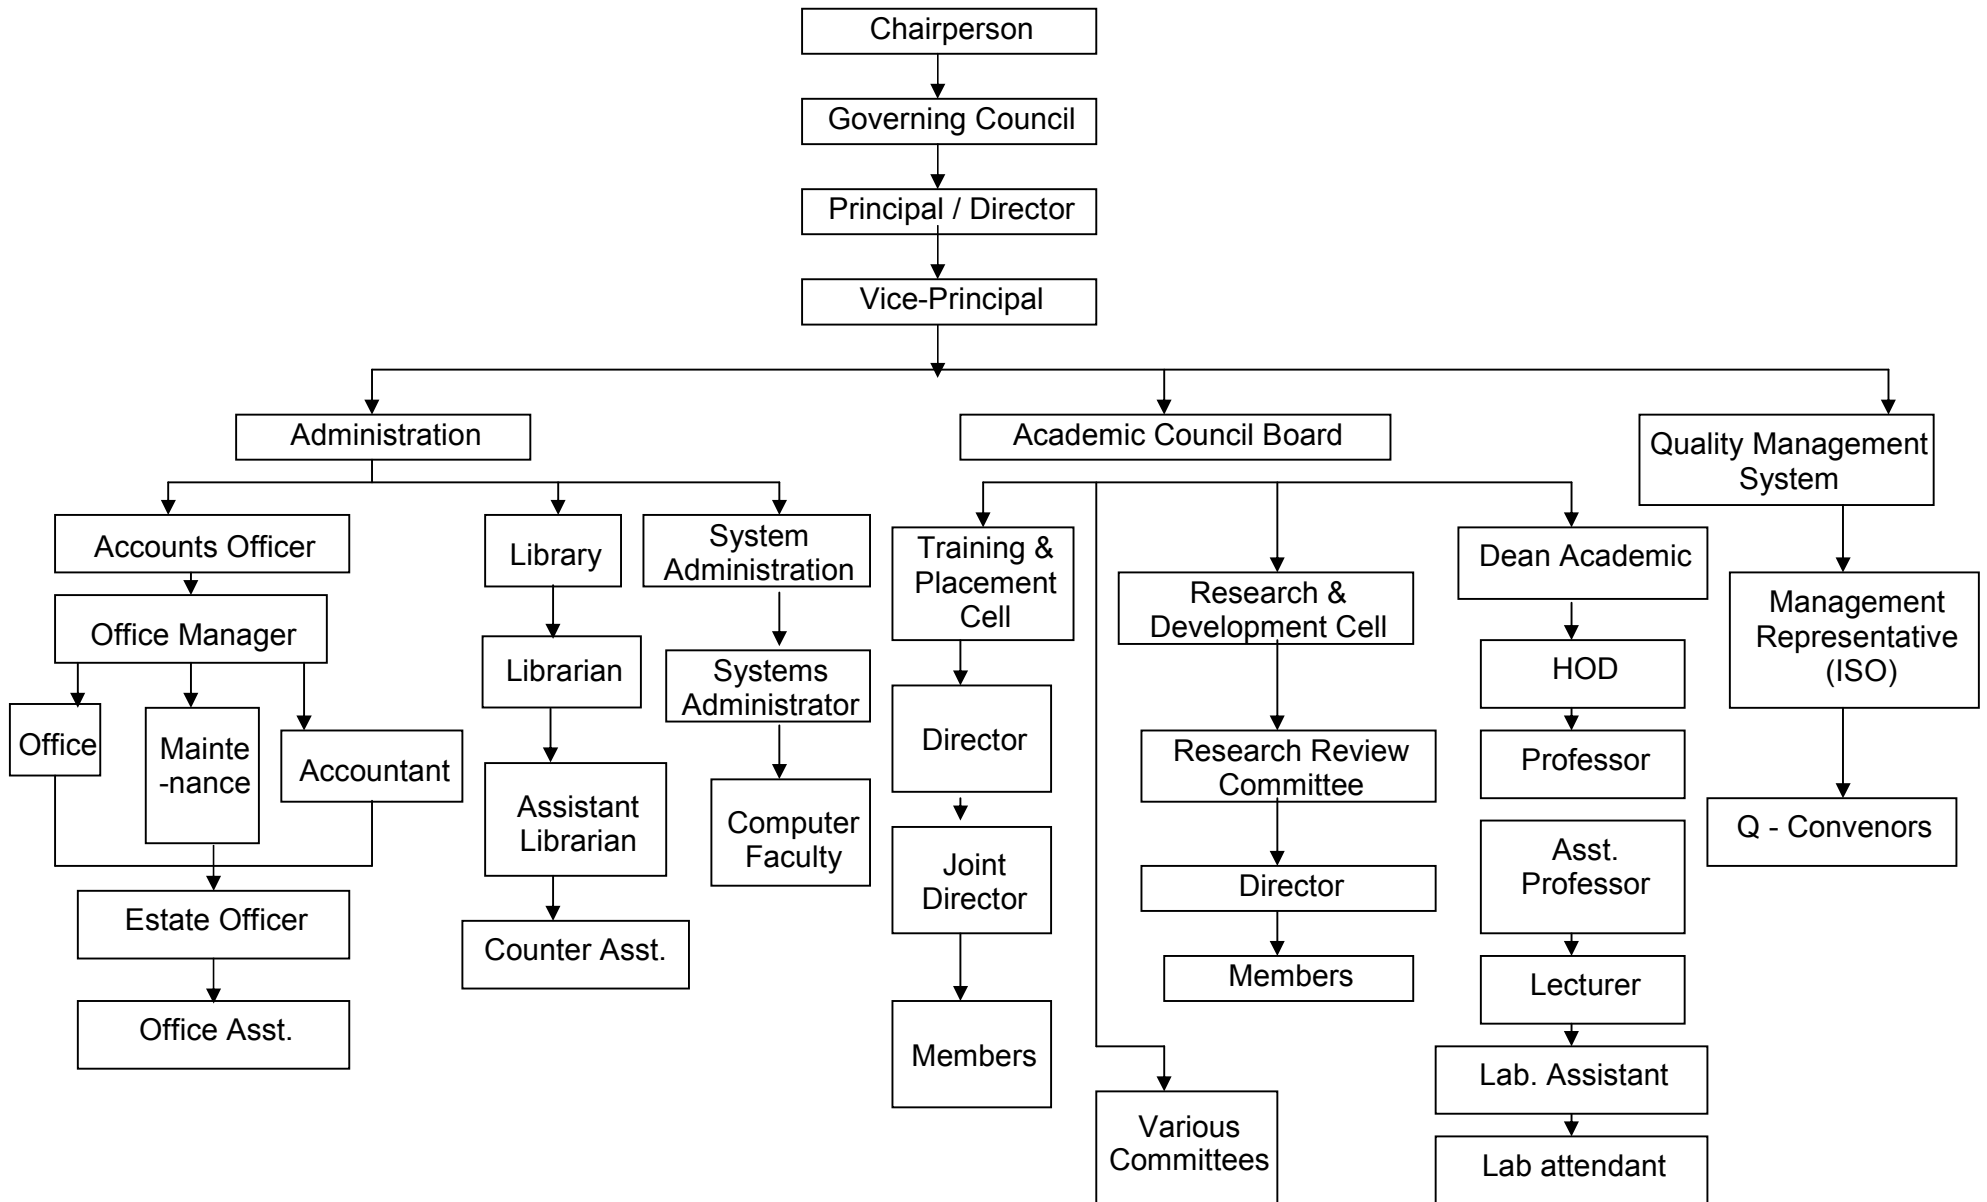 Chairperson
Governing Council
Principal / Director
Vice-Principal
Administration
Academic Council Board
Quality Management
System
Accounts Officer
Office Manager
Office
Mainte
-nance
Accountant
Estate Officer
Office Asst.
Library
Librarian
Assistant
Librarian
Counter Asst.
System
Administration
Systems
Administrator
Computer
Faculty
Training &
Placement
Cell
Director
Joint
Director
Members
Various
Committees
Research &
Development Cell
Research Review
Committee
Director
Members
Dean Academic
HOD
Professor
Asst.
Professor
Lecturer
Lab. Assistant
Lab attendant
Management
Representative
(ISO)
Q - Convenors